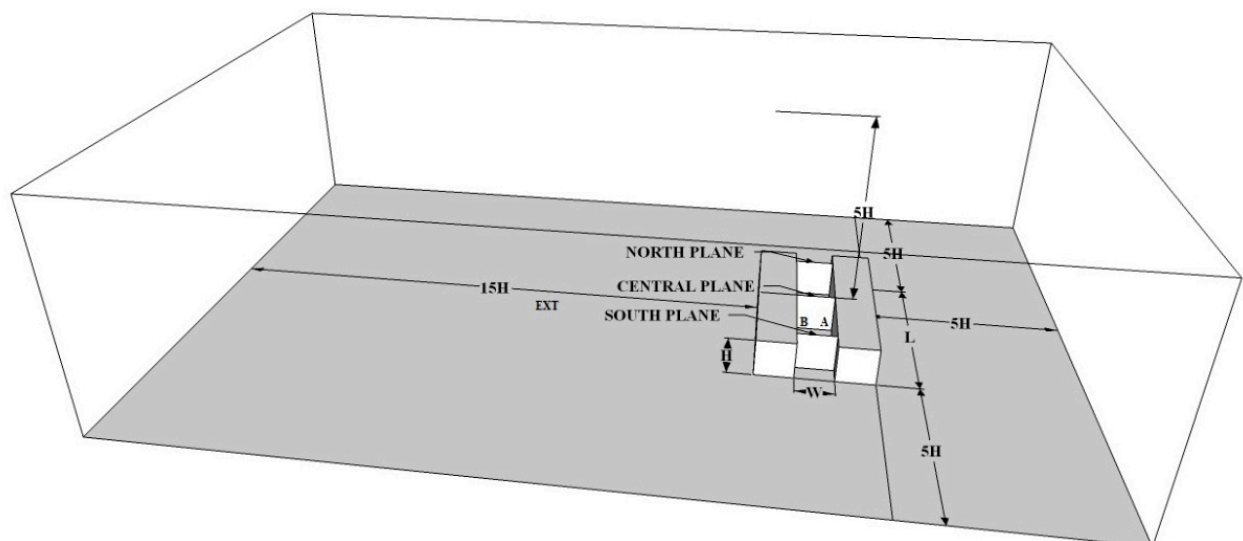 5H
5H
NORTH PLANE
CENTRAL PLANE
15H
EXT
SOUTH PLANE
B A
5H
L
H
W
5H